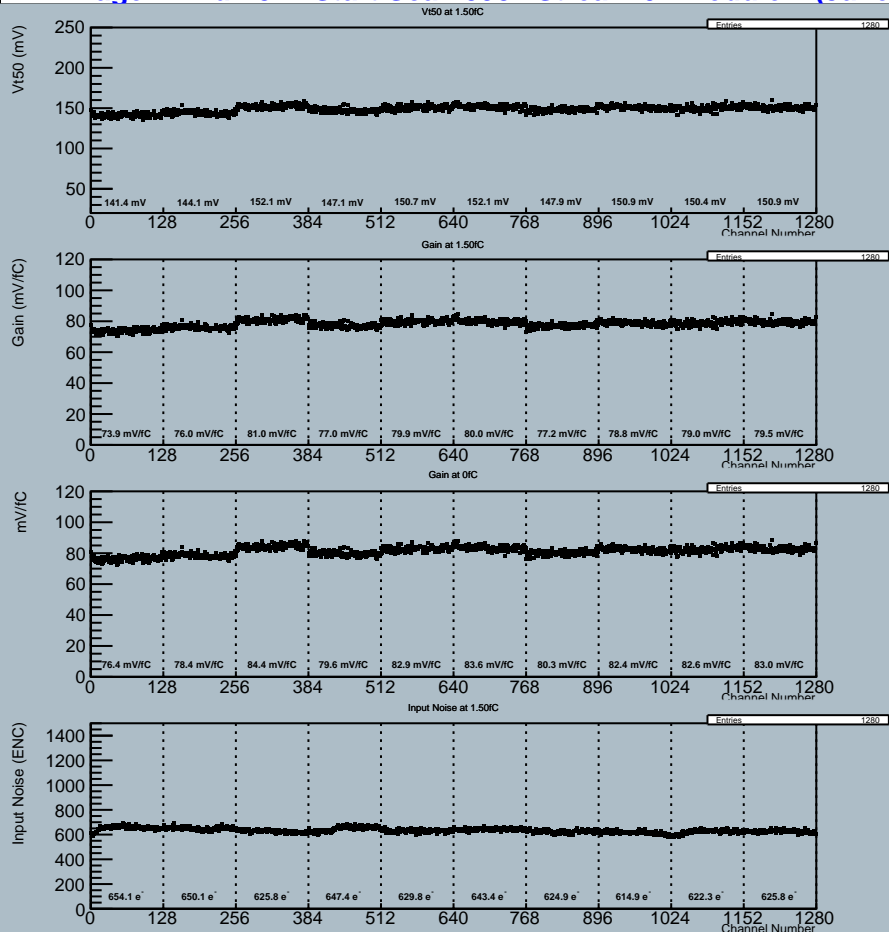 Vt50 at 1.50fC
Entries 1280
Vt50 (mV)
250
200
150
100
50
141.4 mV 144.1 mV 152.1 mV 147.1 mV 150.7 mV 152.1 mV 147.9 mV 150.9 mV 150.4 mV 150.9 mV
0 128 256 384 512 640 768 896 1024 1152 1280
Channel Number
Gain at 1.50fC
Entries 1280
Gain (mV/fC)
120
100
80
60
40
20
0
73.9 mV/fC 76.0 mV/fC 81.0 mV/fC 77.0 mV/fC 79.9 mV/fC 80.0 mV/fC 77.2 mV/fC 78.8 mV/fC 79.0 mV/fC 79.5 mV/fC
0 128 256 384 512 640 768 896 1024 1152 1280
Channel Number
Gain at 0fC
Entries 1280
mV/fC
120
100
80
60
40
20
0
76.4 mV/fC 78.4 mV/fC 84.4 mV/fC 79.6 mV/fC 82.9 mV/fC 83.6 mV/fC 80.3 mV/fC 82.4 mV/fC 82.6 mV/fC 83.0 mV/fC
0 128 256 384 512 640 768 896 1024 1152 1280
Channel Number
Input Noise at 1.50fC
Entries 1280
Input Noise (ENC)
1400
1200
1000
800
600
400
200
0
654.1 e⁻ 650.1 e⁻ 625.8 e⁻ 647.4 e⁻ 629.8 e⁻ 643.4 e⁻ 624.9 e⁻ 614.9 e⁻ 622.3 e⁻ 625.8 e⁻
0 128 256 384 512 640 768 896 1024 1152 1280
Channel Number